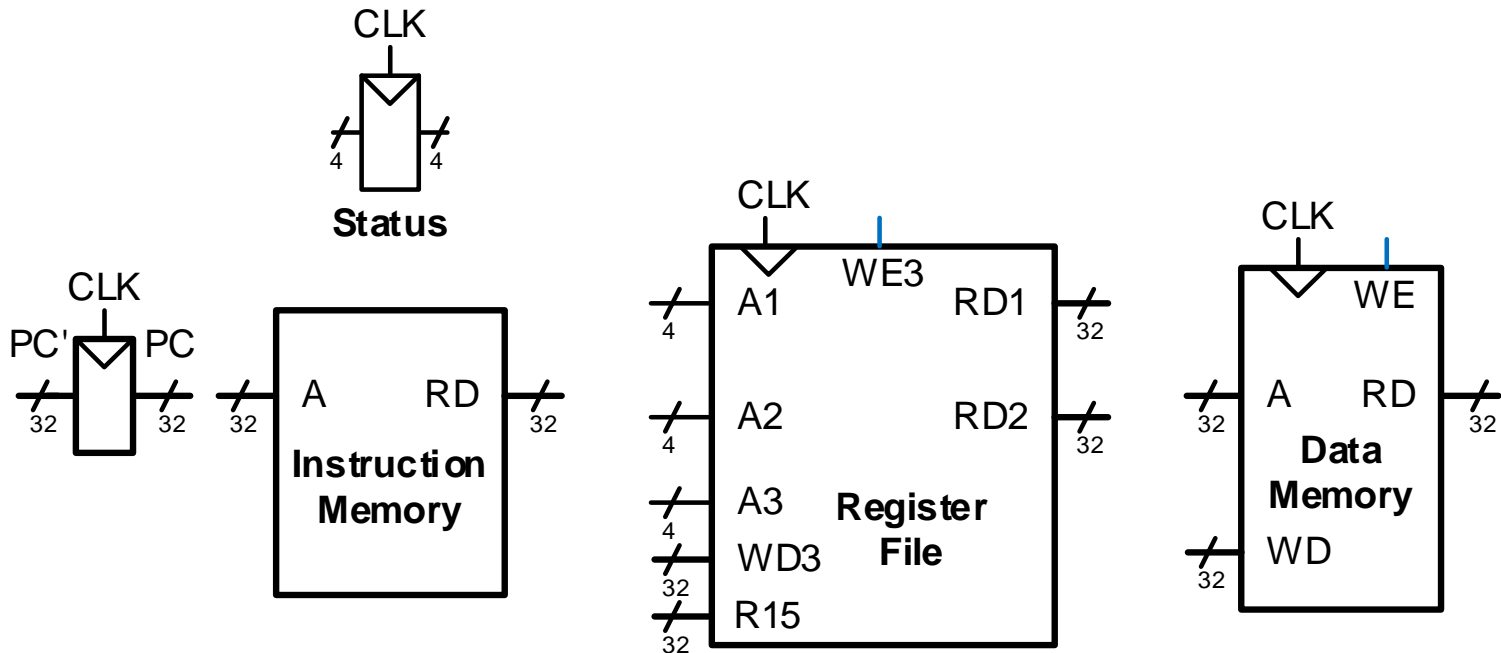 CLK
4
4
Status
CLK
PC'
PC
32
32
A
RD
32
32
Instruction
Memory
CLK
WE3
A1
RD1
4
32
A2
RD2
4
32
A3
4
WD3
32
R15
32
Register
File
CLK
WE
A
RD
32
32
Data
Memory
WD
32